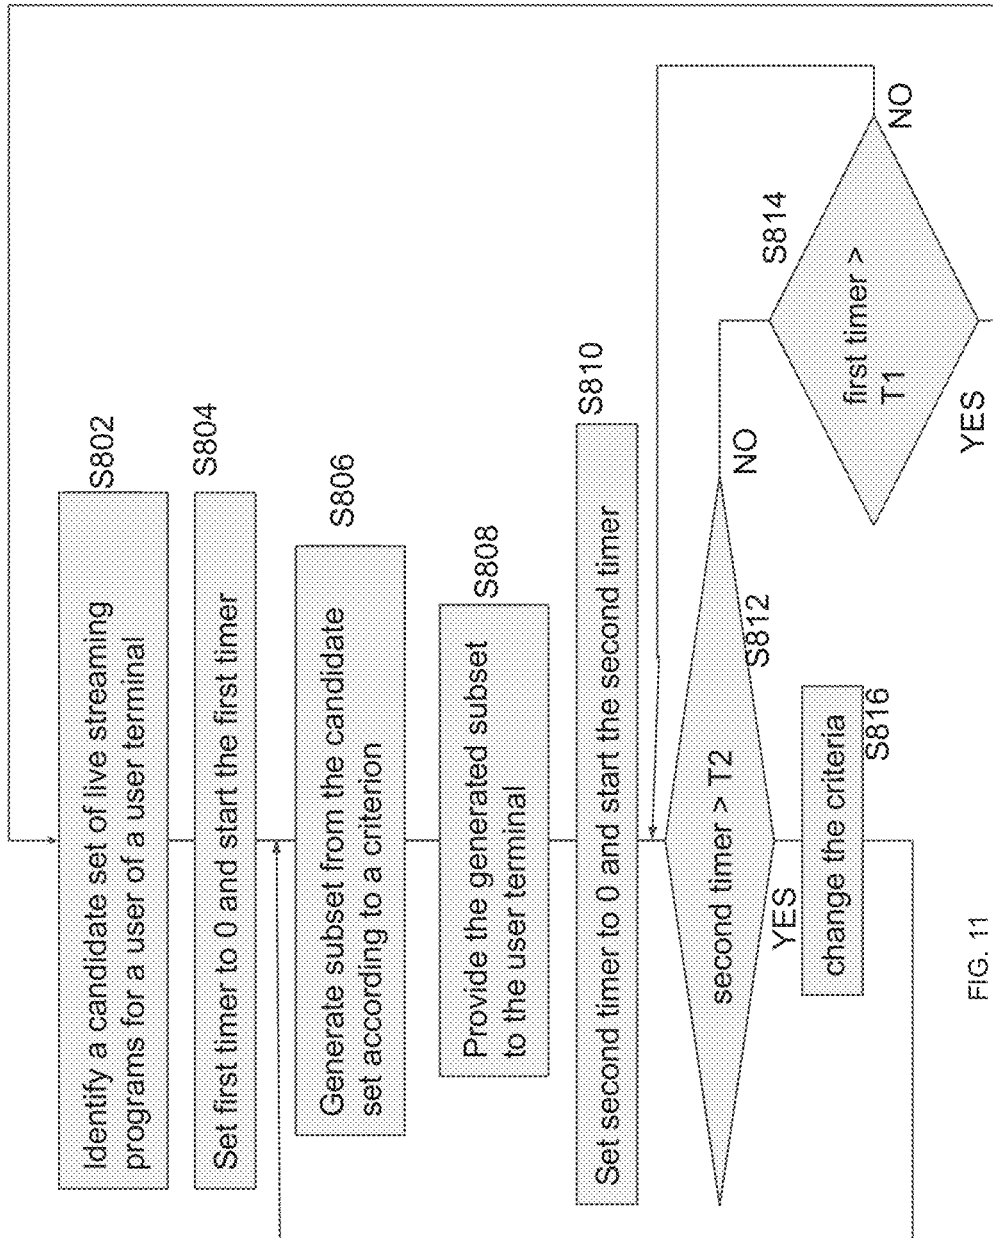 Identify a candidate set of live streaming
programs for a user of a user terminal
S802
Set first timer to 0 and start the first timer
S804
Generate subset from the candidate
set according to a criterion
S806
Provide the generated subset
to the user terminal
S808
Set second timer to 0 and start the second timer
S810
second timer > T2
S812
NO
YES
first timer >
T1
S814
NO
YES
change the criteria
S816
FIG. 11